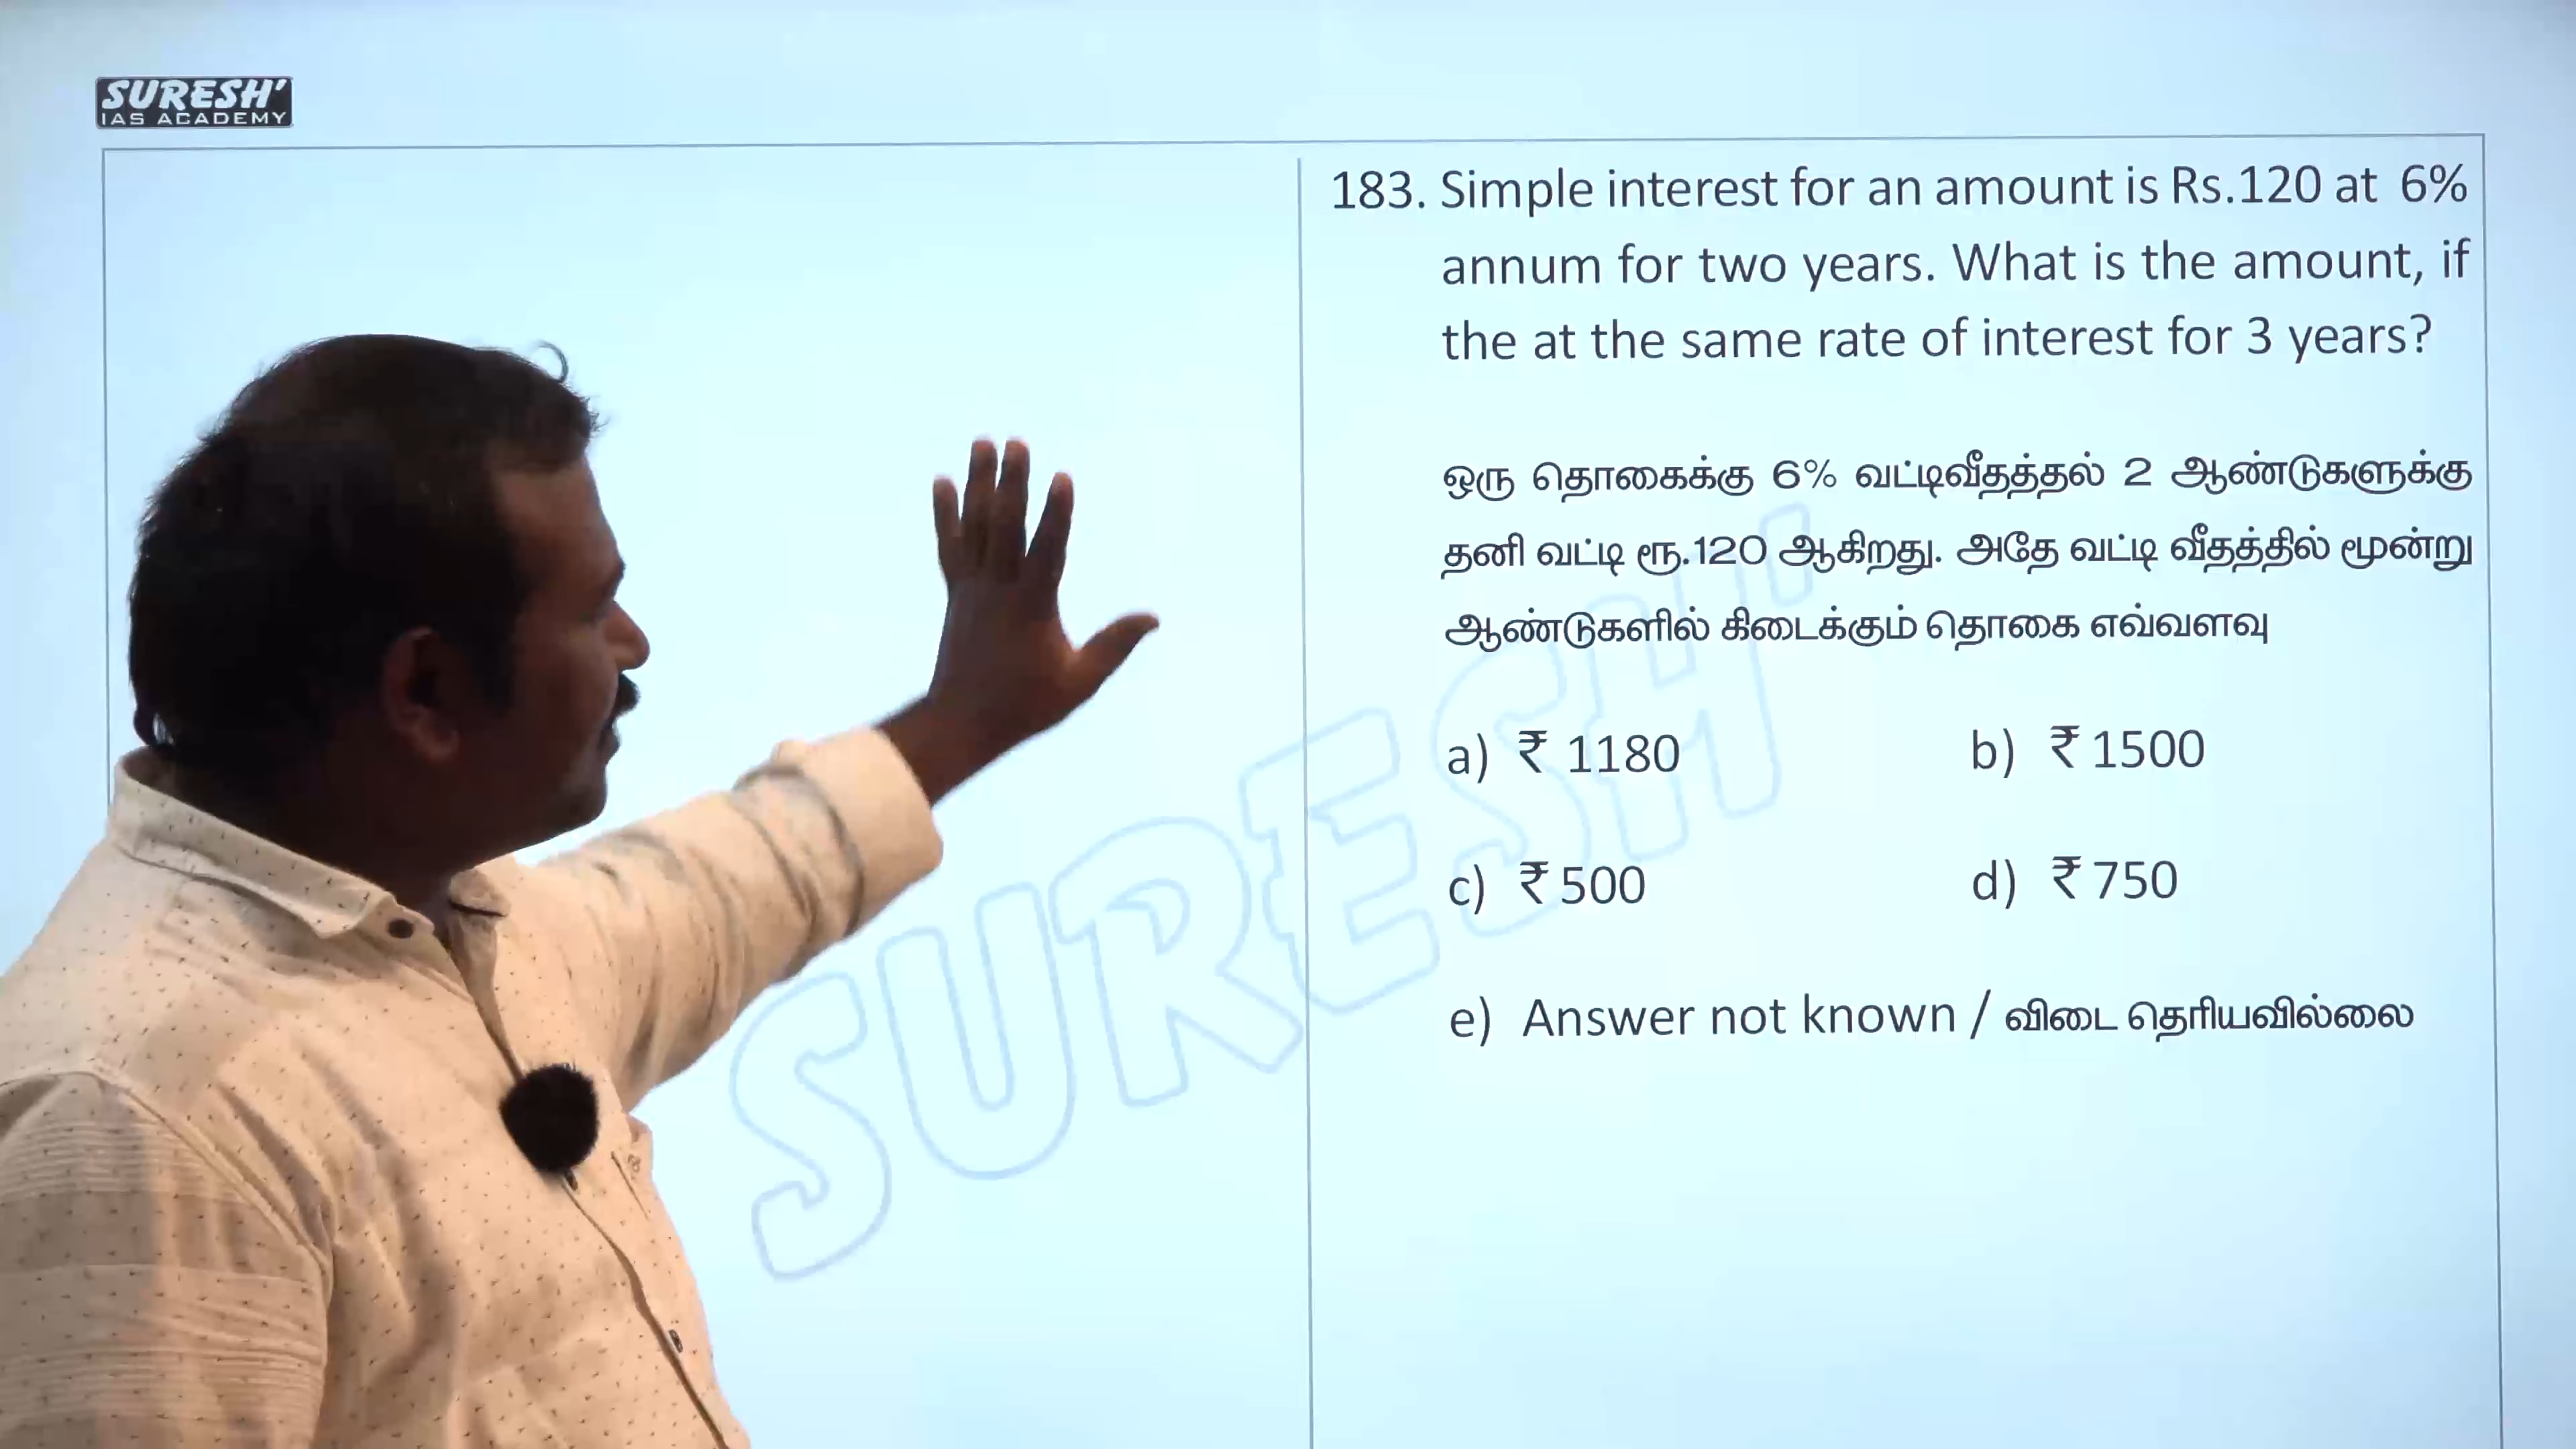 SURESH'
IAS ACADEMY
183. Simple interest for an amount is Rs.120 at 6%
annum for two years. What is the amount, if
the at the same rate of interest for 3 years?
ஒரு தொகைக்கு 6% வட்டிவீதத்தல் 2 ஆண்டுகளுக்கு
தனி வட்டி ரூ.120 ஆகிறது. அதே வட்டி வீதத்தில் மூன்று
ஆண்டுகளில் கிடைக்கும் தொகை எவ்வளவு
a) ₹ 1180 b) ₹ 1500
c) ₹ 500 d) ₹ 750
e) Answer not known / விடை தெரியவில்லை
SURESH'